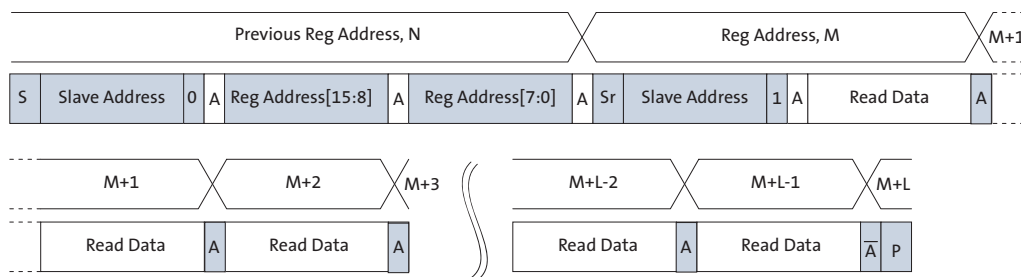 Previous Reg Address, N Reg Address, M M+1
S Slave Address 0 A Reg Address[15:8] A Reg Address[7:0] A Sr Slave Address 1 A Read Data A
M+1 M+2 M+3 M+L-2 M+L-1 M+L
Read Data A Read Data A Read Data A Read Data A̅ P